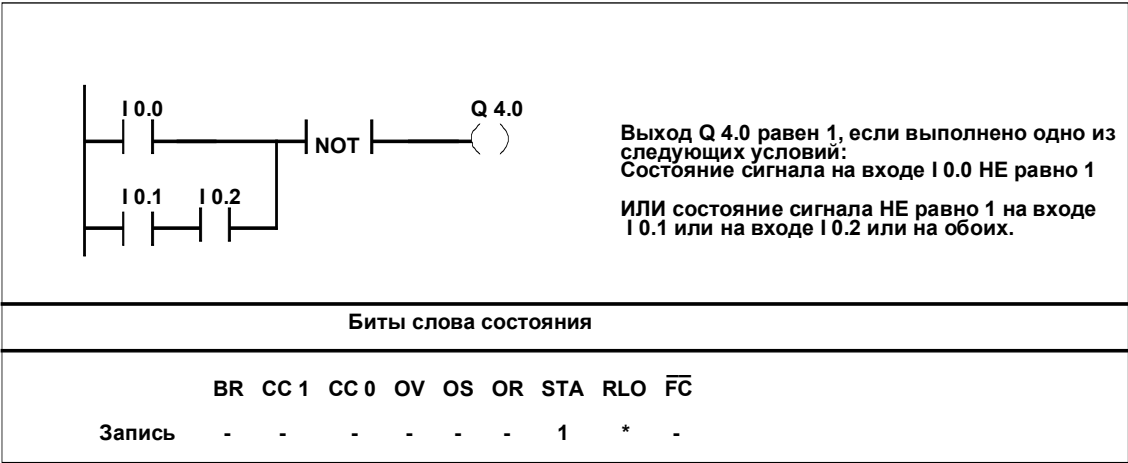 I 0.0 Q 4.0
NOT
I 0.1 I 0.2
Выход Q 4.0 равен 1, если выполнено одно из
следующих условий:
Состояние сигнала на входе I 0.0 НЕ равно 1
ИЛИ состояние сигнала НЕ равно 1 на входе
I 0.1 или на входе I 0.2 или на обоих.
Биты слова состояния
BR CC 1 CC 0 OV OS OR STA RLO F̅C̅
Запись - - - - - - 1 * -